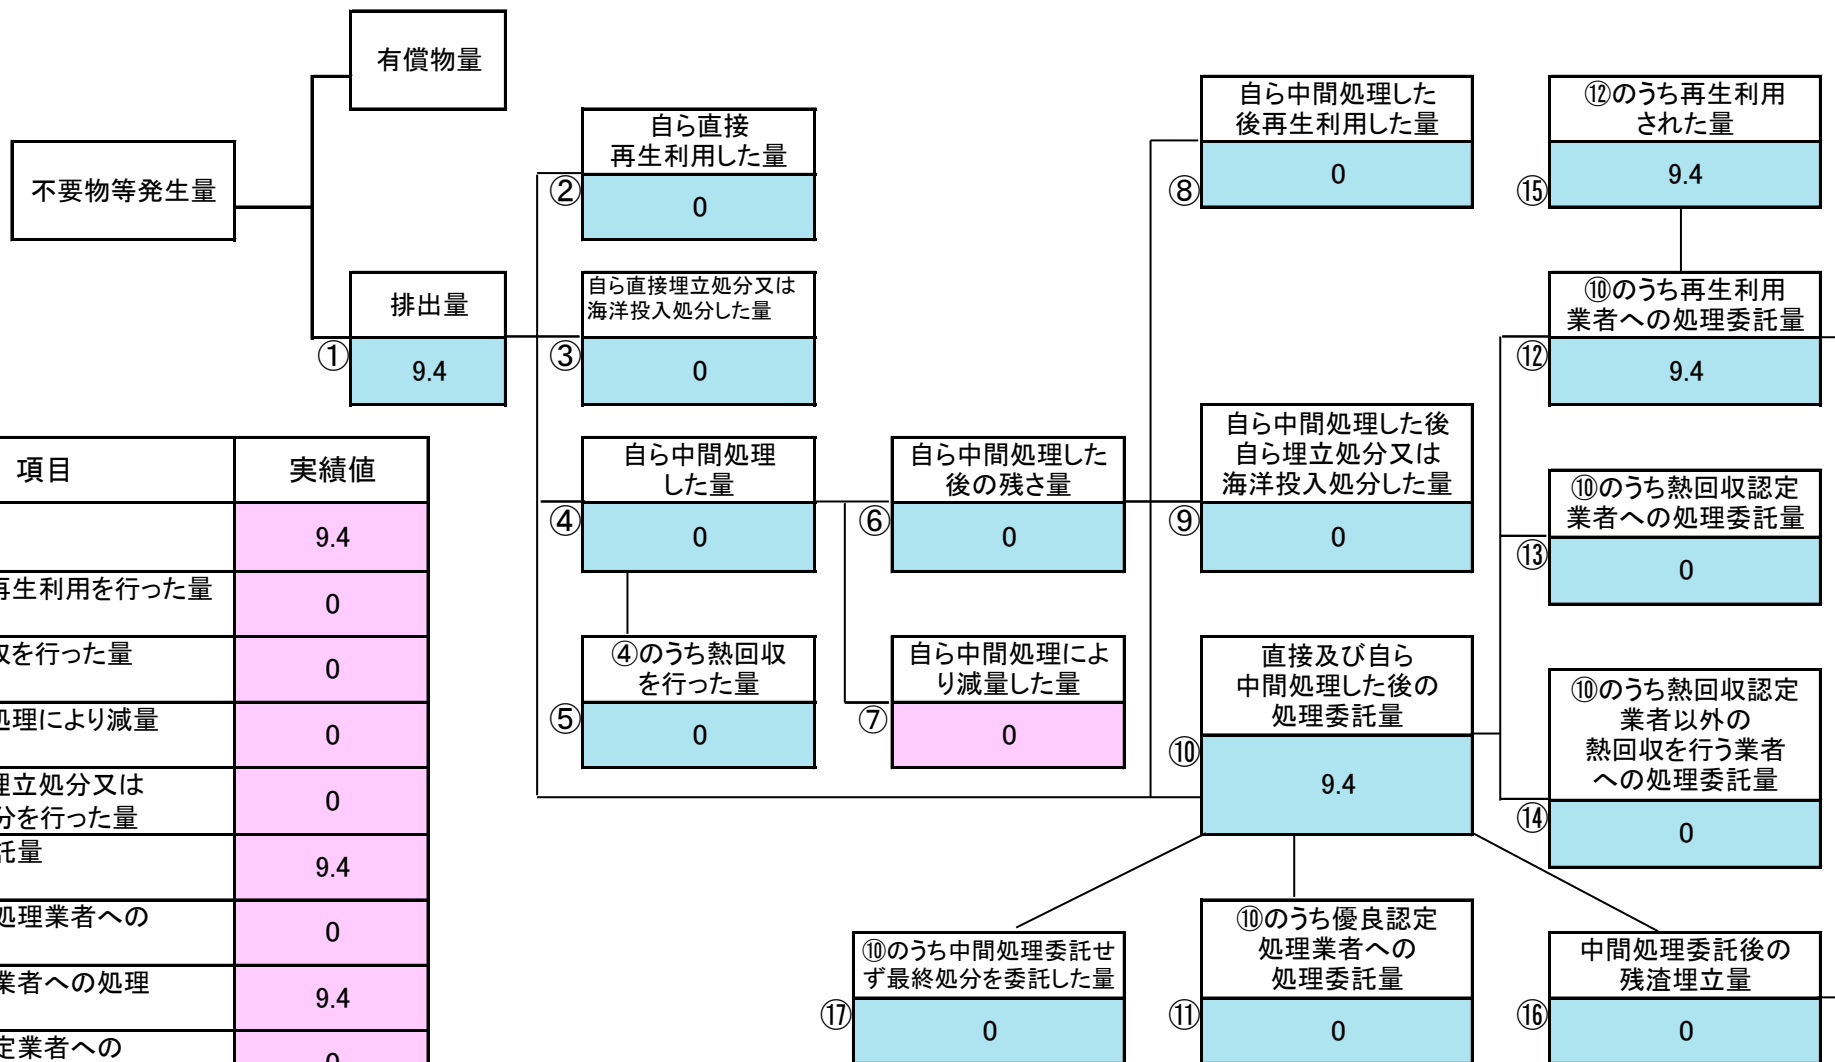 有償物量
不要物等発生量
排出量
①
9.4
自ら直接
再生利用した量
②
0
自ら直接埋立処分又は
海洋投入処分した量
③
0
自ら中間処理
した量
④
0
④のうち熱回収
を行った量
⑤
0
自ら中間処理した
後の残さ量
⑥
0
自ら中間処理によ
り減量した量
⑦
0
自ら中間処理した
後再生利用した量
⑧
0
自ら中間処理した後
自ら埋立処分又は
海洋投入処分した量
⑨
0
直接及び自ら
中間処理した後の
処理委託量
⑩
9.4
⑫のうち再生利用
された量
⑮
9.4
⑩のうち再生利用
業者への処理委託量
⑫
9.4
⑩のうち熱回収認定
業者への処理委託量
⑬
0
⑩のうち熱回収認定
業者以外の
熱回収を行う業者
への処理委託量
⑭
0
⑩のうち中間処理委託せ
ず最終処分を委託した量
⑰
0
⑩のうち優良認定
処理業者への
処理委託量
⑪
0
中間処理委託後の
残渣埋立量
⑯
0
項目 実績値
9.4
再生利用を行った量
0
を行った量
0
処理により減量
0
埋立処分又は
を行った量
0
託量
9.4
処理業者への
0
業者への処理
9.4
定業者への
0